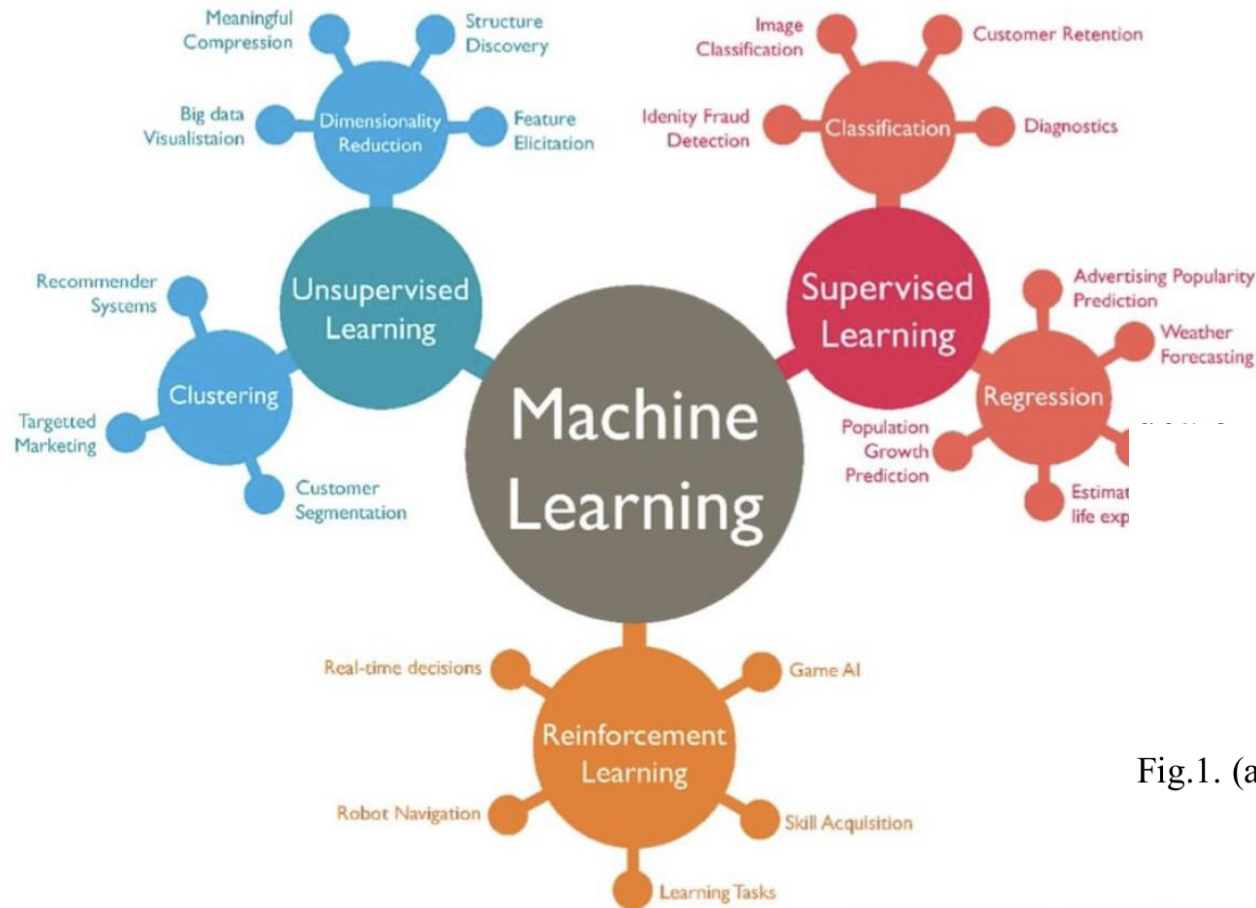 Meaningful
Compression
Structure
Discovery
Big data
Visualistaion
Dimensionality
Reduction
Feature
Elicitation
Image
Classification
Customer Retention
Idenity Fraud
Detection
Classification
Diagnostics
Recommender
Systems
Unsupervised
Learning
Clustering
Targetted
Marketing
Customer
Segmentation
Machine
Learning
Supervised
Learning
Advertising Popularity
Prediction
Weather
Forecasting
Regression
Population
Growth
Prediction
Estimat
life exp
Real-time decisions
Game AI
Reinforcement
Learning
Robot Navigation
Skill Acquisition
Learning Tasks
Fig.1. (a